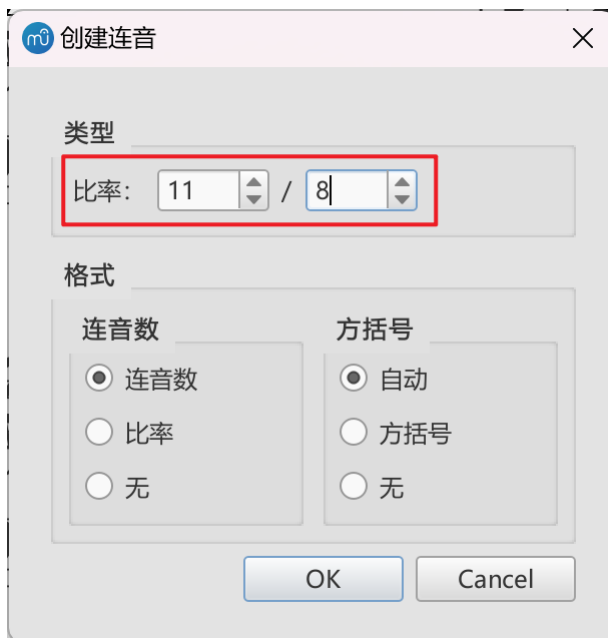 创建连音
类型
比率: 11 / 8
格式
连音数 方括号
连音数 自动
比率 方括号
无 无
OK Cancel